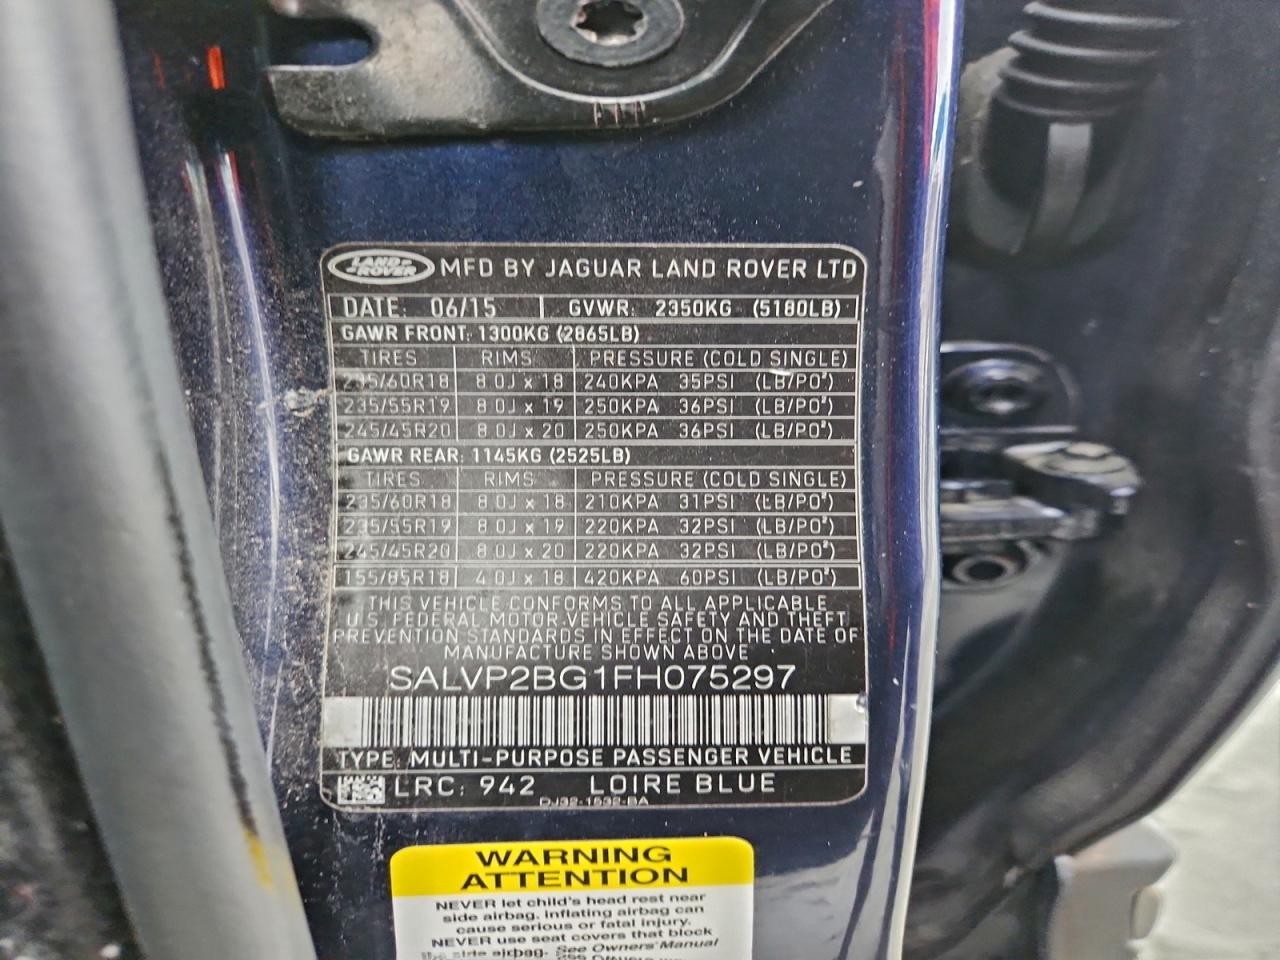 LAND-
-ROVER
MFD BY JAGUAR LAND ROVER LTD
DATE: 06/15 GVWR: 2350KG (5180LB)
GAWR FRONT: 1300KG (2865LB)
TIRES RIMS PRESSURE (COLD SINGLE)
235/60R18 8.0J x 18 240KPA 35PSI (LB/PO²)
235/55R19 8.0J x 19 250KPA 36PSI (LB/PO²)
245/45R20 8.0J x 20 250KPA 36PSI (LB/PO²)
GAWR REAR: 1145KG (2525LB)
TIRES RIMS PRESSURE (COLD SINGLE)
235/60R18 8.0J x 18 210KPA 31PSI (LB/PO²)
235/55R19 8.0J x 19 220KPA 32PSI (LB/PO²)
245/45R20 8.0J x 20 220KPA 32PSI (LB/PO²)
155/85R18 4.0J x 18 420KPA 60PSI (LB/PO²)
THIS VEHICLE CONFORMS TO ALL APPLICABLE
U.S. FEDERAL MOTOR VEHICLE SAFETY AND THEFT
PREVENTION STANDARDS IN EFFECT ON THE DATE OF
MANUFACTURE SHOWN ABOVE
SALVP2BG1FH075297
TYPE: MULTI-PURPOSE PASSENGER VEHICLE
LRC: 942 LOIRE BLUE
DJ32-1532-BA
WARNING
ATTENTION
NEVER let child's head rest near
side airbag. Inflating airbag can
cause serious or fatal injury.
NEVER use seat covers that block
the side airbag. See Owners' Manual